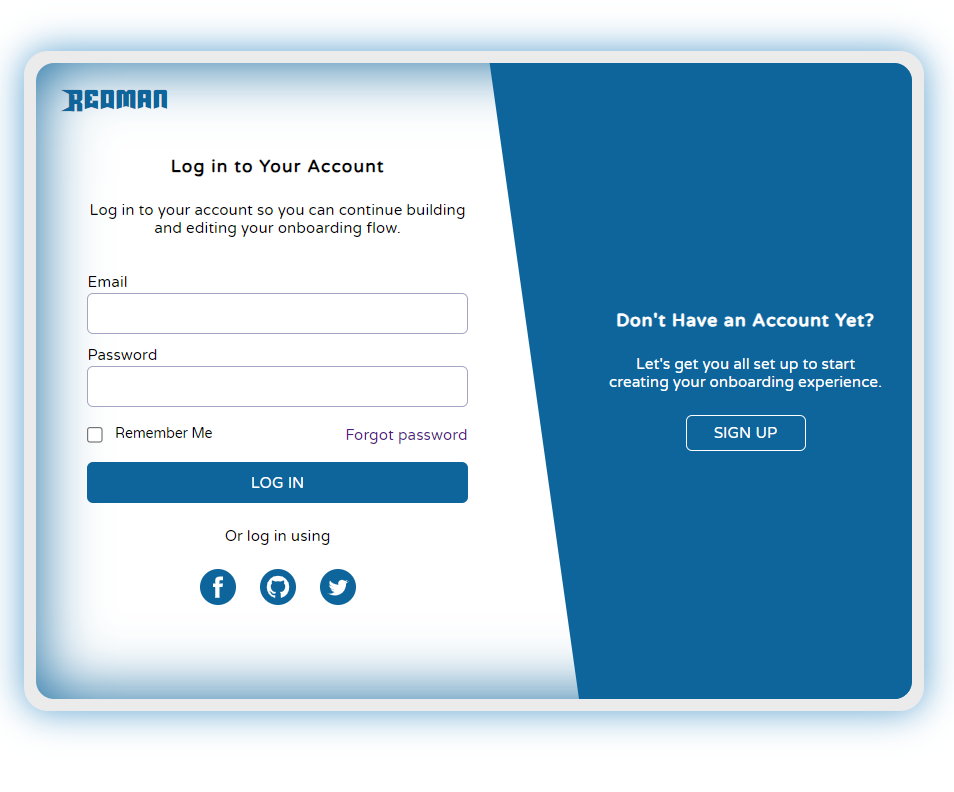 REDMAN
Log in to Your Account
Log in to your account so you can continue building
and editing your onboarding flow.
Email
Password
Remember Me
Forgot password
LOG IN
Or log in using
Don't Have an Account Yet?
Let's get you all set up to start
creating your onboarding experience.
SIGN UP